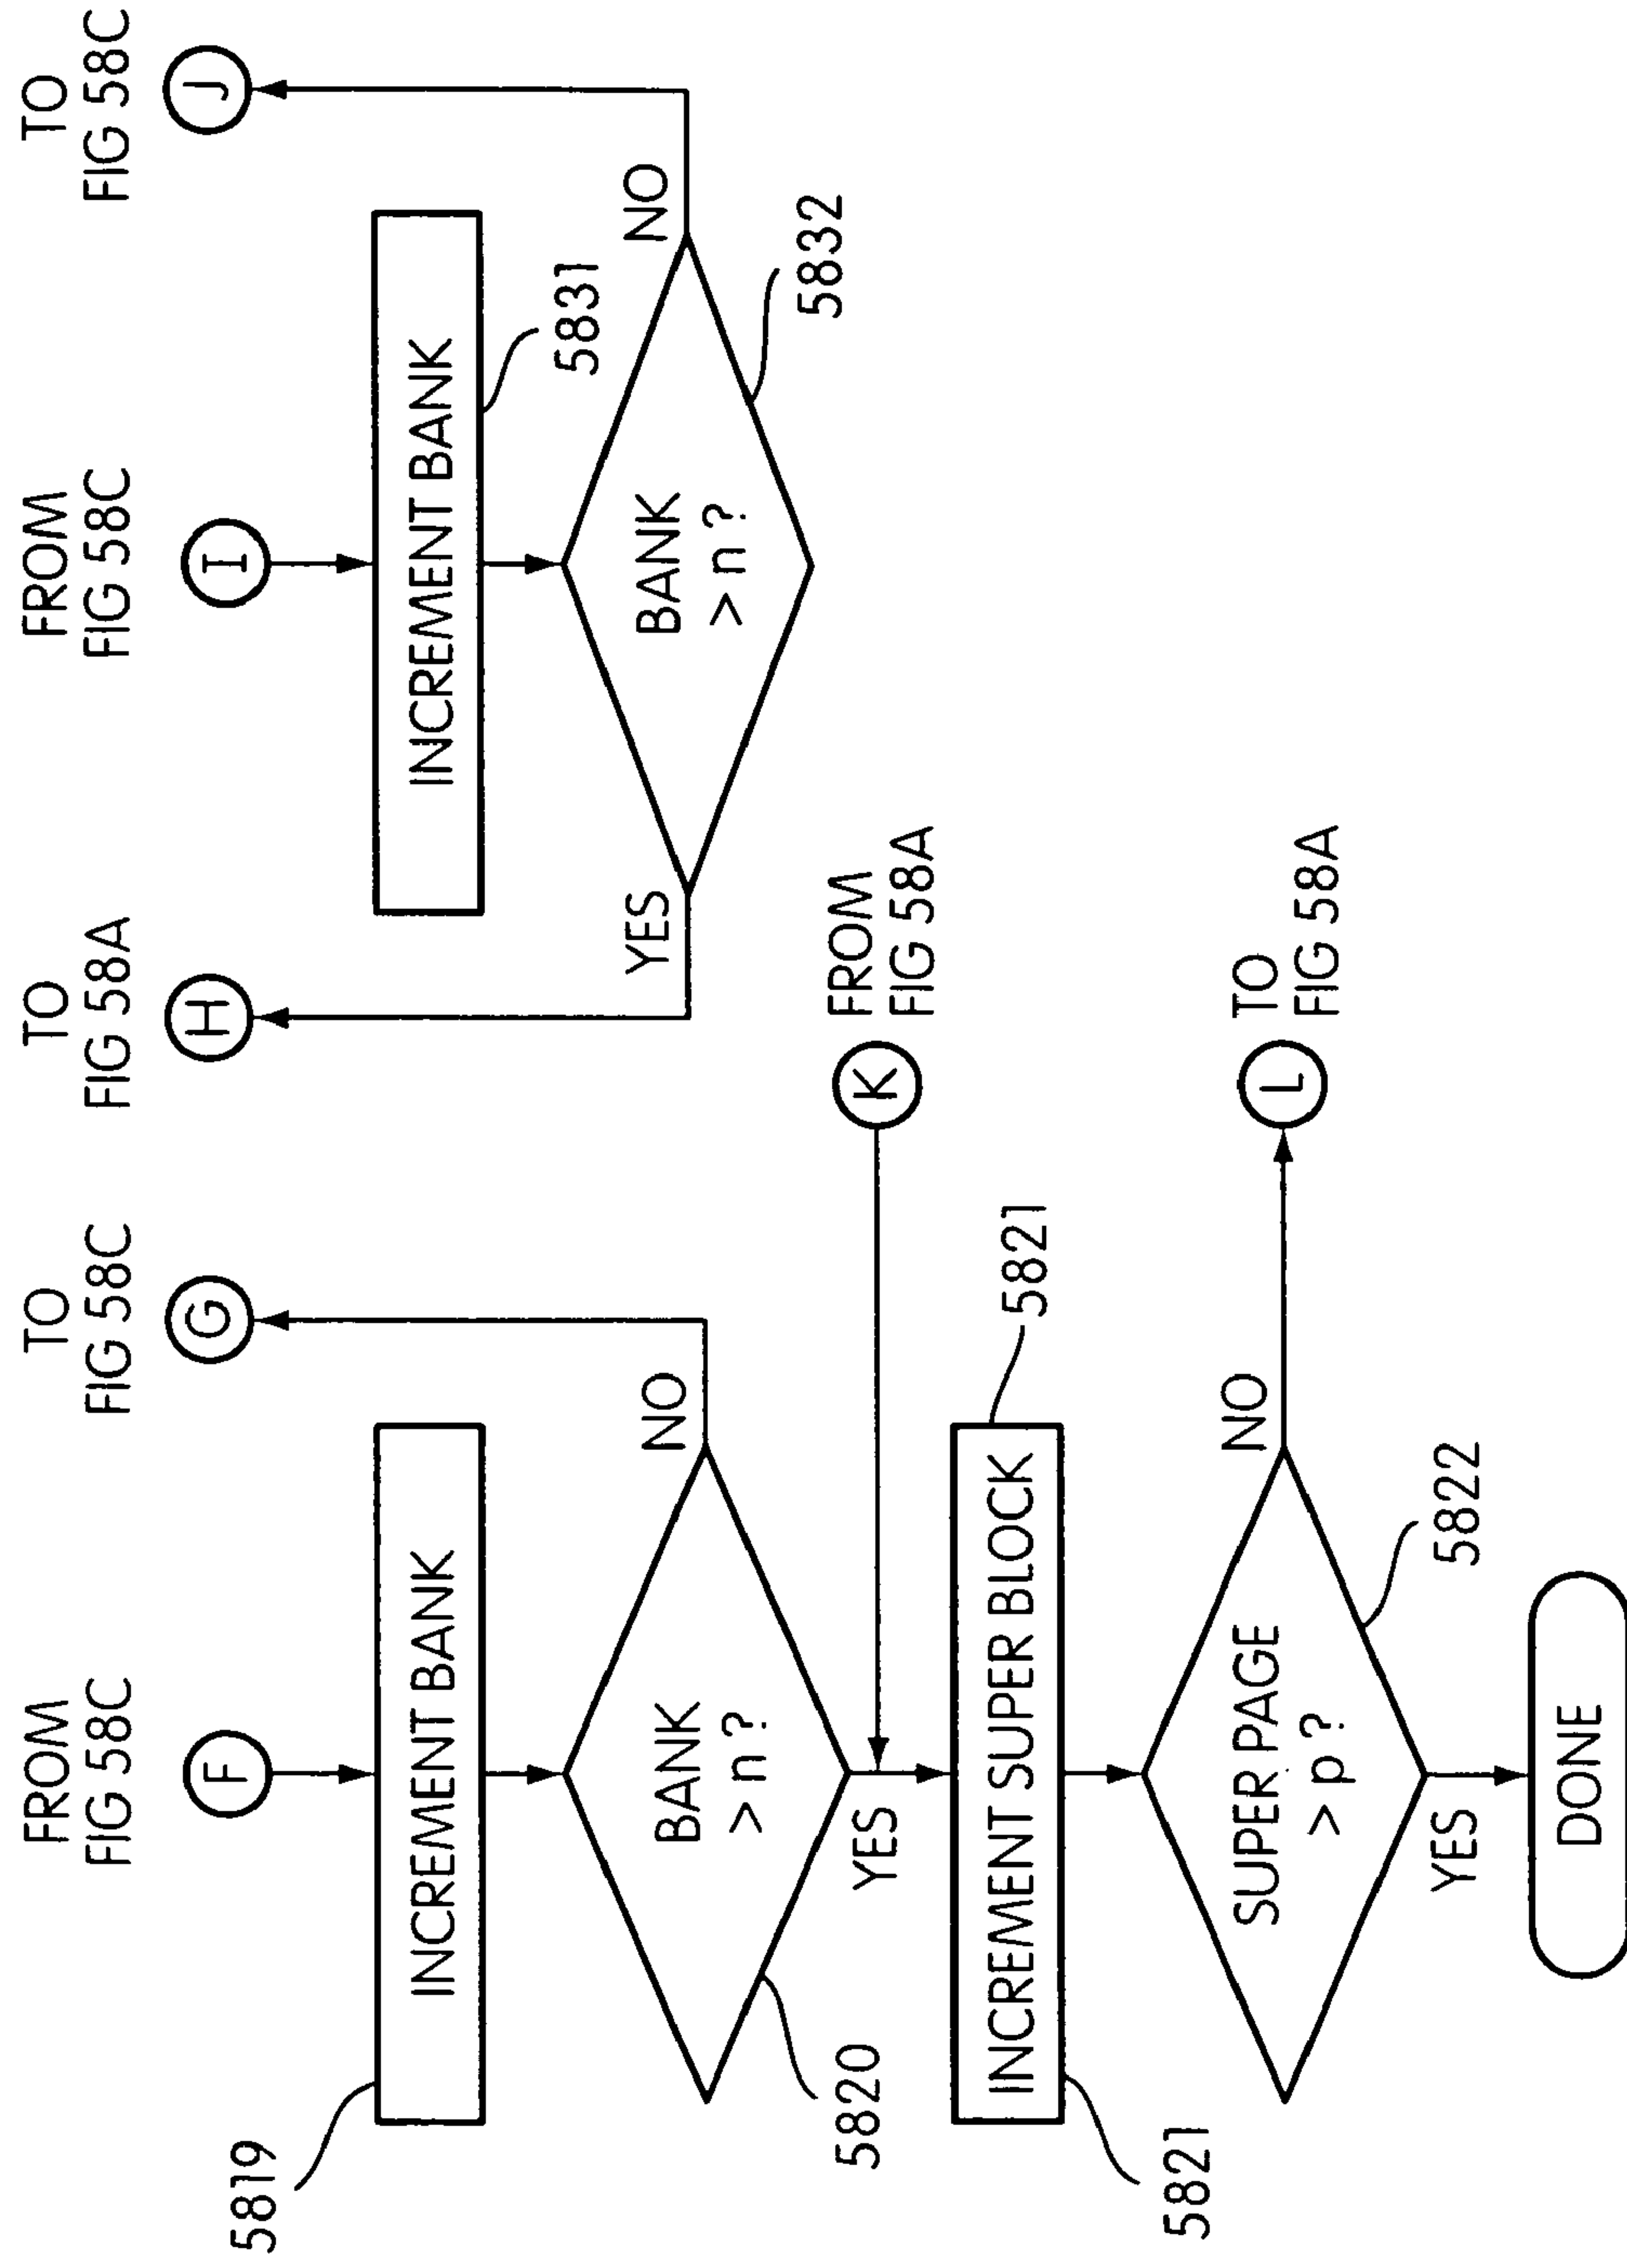 FROM
FIG 58C
F
5819
INCREMENT BANK
BANK
> n?
5820
NO
TO
FIG 58C
G
YES
FROM
FIG 58A
K
INCREMENT SUPER BLOCK
5821
5821
SUPER PAGE
> p?
5822
NO
L
TO
FIG 58A
YES
DONE
FROM
FIG 58C
I
INCREMENT BANK
5831
BANK
> n?
5832
YES
TO
FIG 58A
H
NO
TO
FIG 58C
J